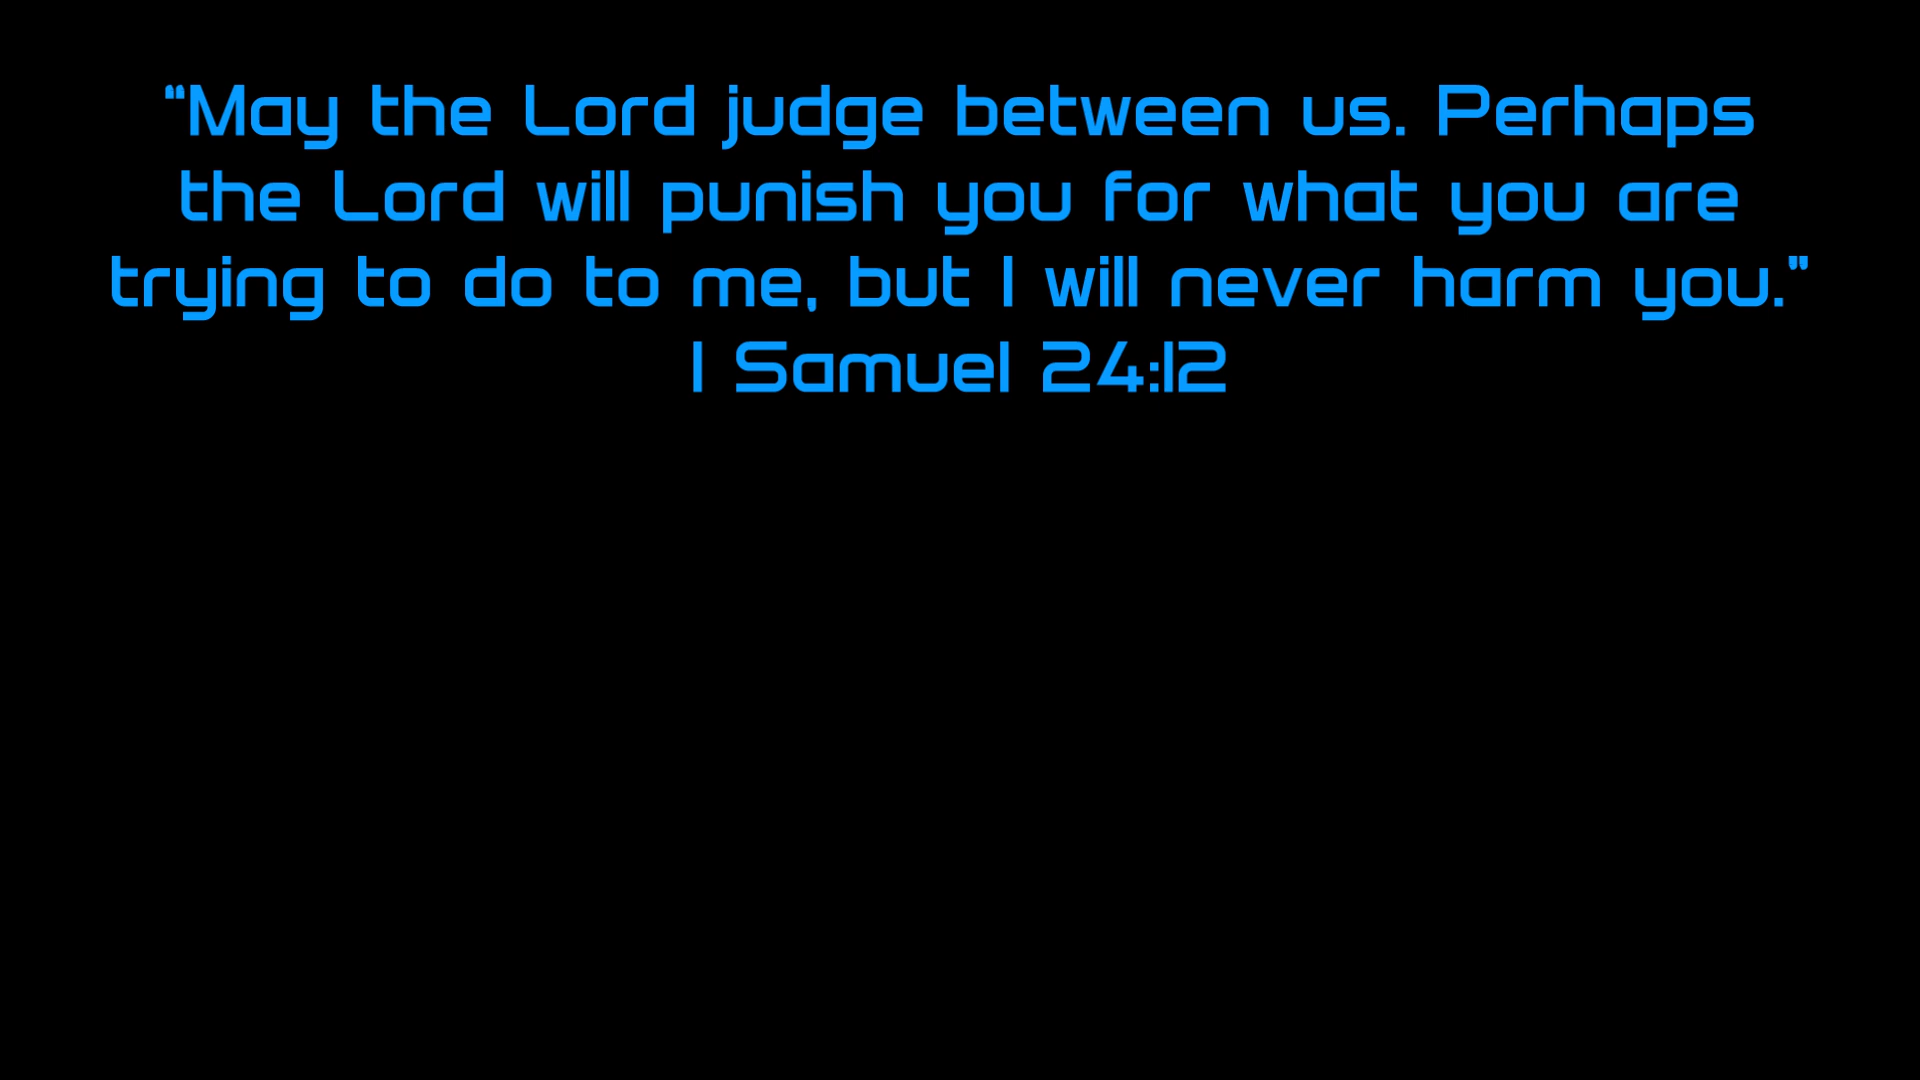 “May the Lord judge between us. Perhaps
the Lord will punish you for what you are
trying to do to me, but I will never harm you.”
1 Samuel 24:12